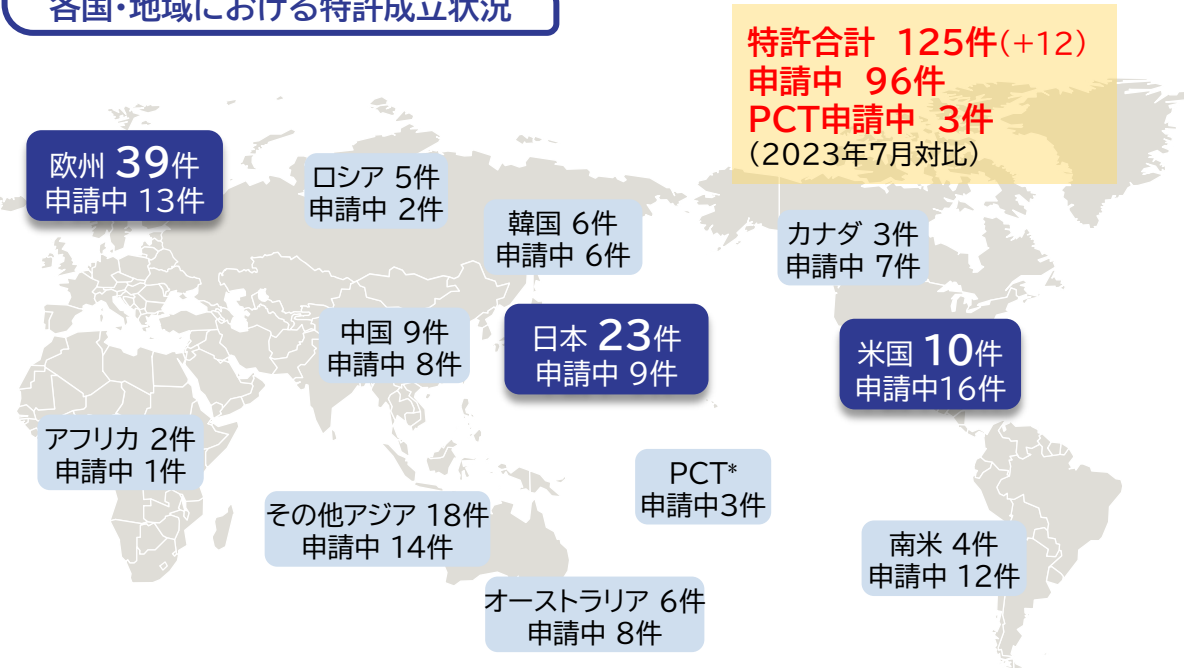 各国・地域における特許成立状況
特許合計 125件(+12)
申請中 96件
PCT申請中 3件
(2023年7月対比)
欧州 39件
申請中 13件
ロシア 5件
申請中 2件
韓国 6件
申請中 6件
カナダ 3件
申請中 7件
中国 9件
申請中 8件
日本 23件
申請中 9件
米国 10件
申請中16件
アフリカ 2件
申請中 1件
PCT*
申請中3件
その他アジア 18件
申請中 14件
南米 4件
申請中 12件
オーストラリア 6件
申請中 8件